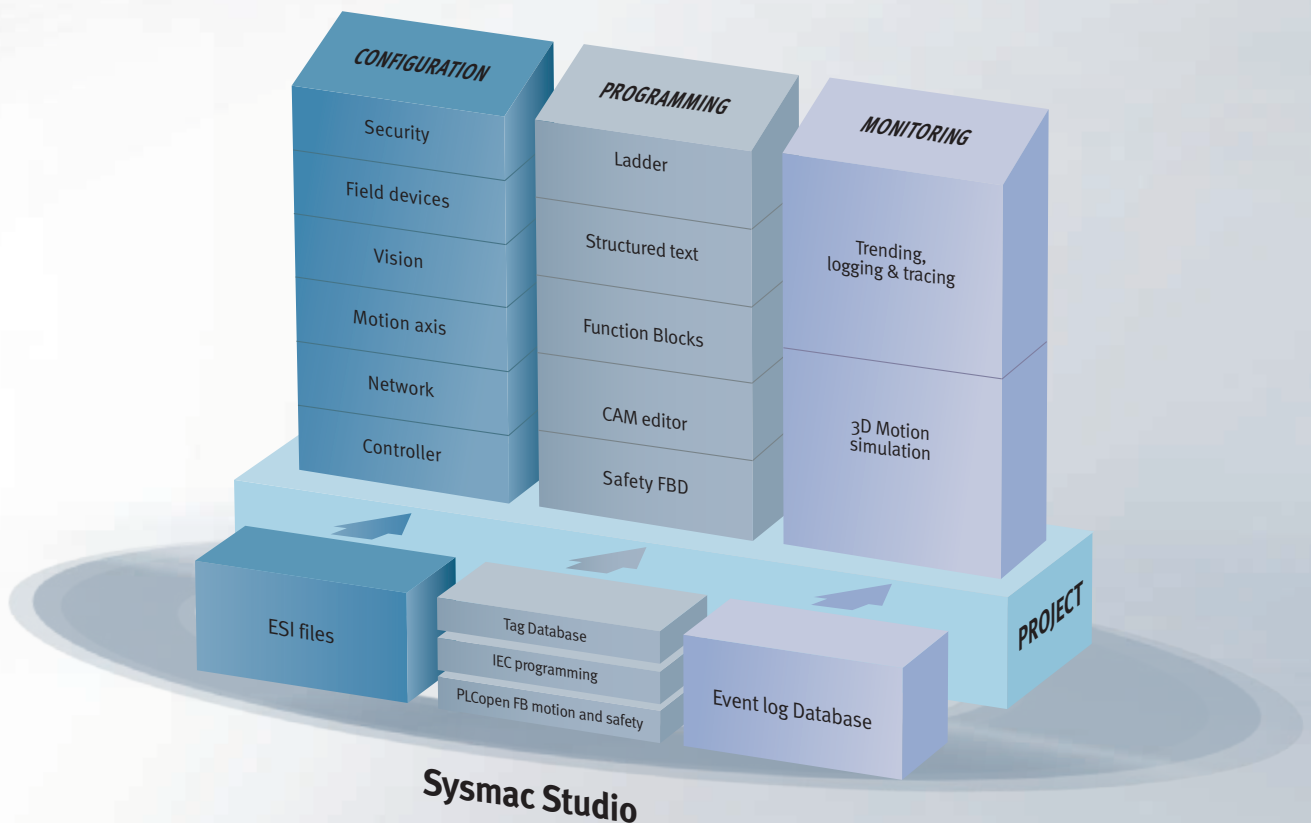 CONFIGURATION
Security
Field devices
Vision
Motion axis
Network
Controller
PROGRAMMING
Ladder
Structured text
Function Blocks
CAM editor
Safety FBD
MONITORING
Trending,
logging & tracing
3D Motion
simulation
PROJECT
ESI files
Tag Database
IEC programming
PLCopen FB motion and safety
Event log Database
Sysmac Studio